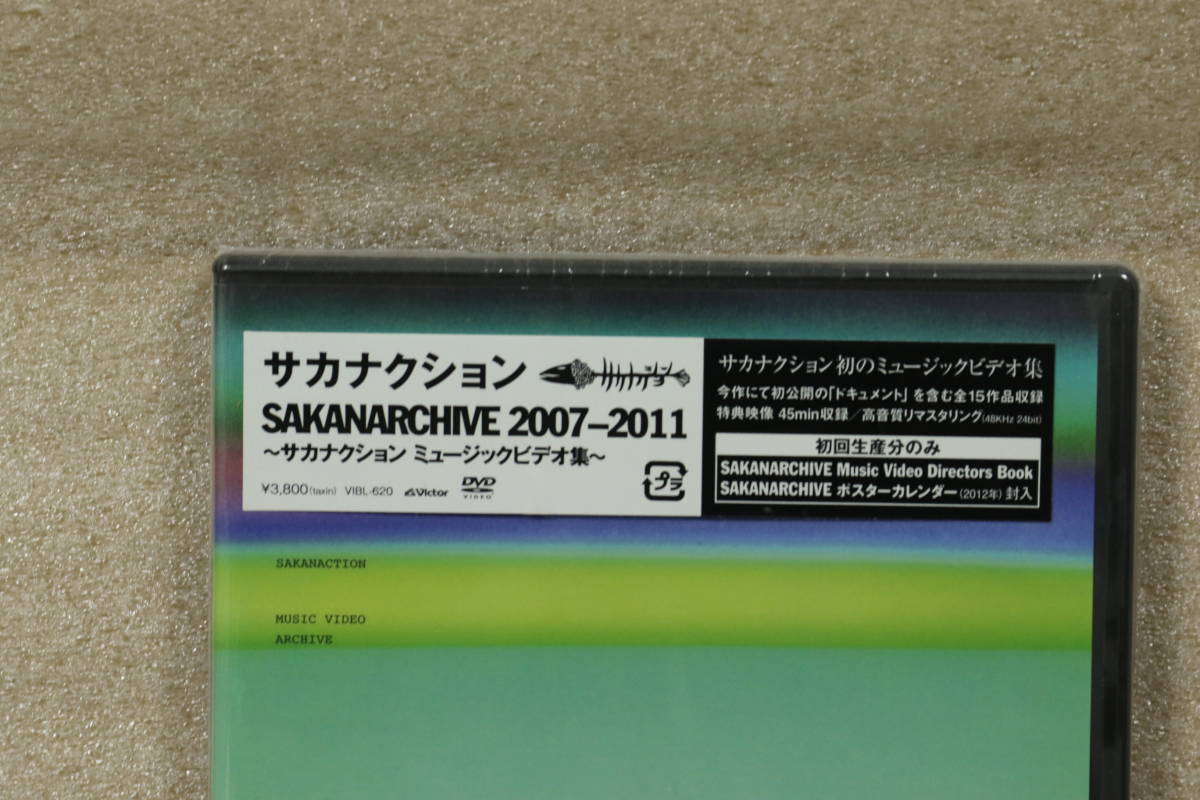 サカナクション
SAKANARCHIVE 2007–2011
～サカナクション ミュージックビデオ集～
¥3,800(taxin) VIBL-620 Victor DVD VIDEO
プラ
サカナクション 初のミュージックビデオ集
今作にて初公開の「ドキュメント」を含む全15作品収録
特典映像 45min収録／高音質リマスタリング(48KHz 24bit)
初回生産分のみ
SAKANARCHIVE Music Video Directors Book
SAKANARCHIVE ポスターカレンダー(2012年) 封入
SAKANACTION
MUSIC VIDEO
ARCHIVE